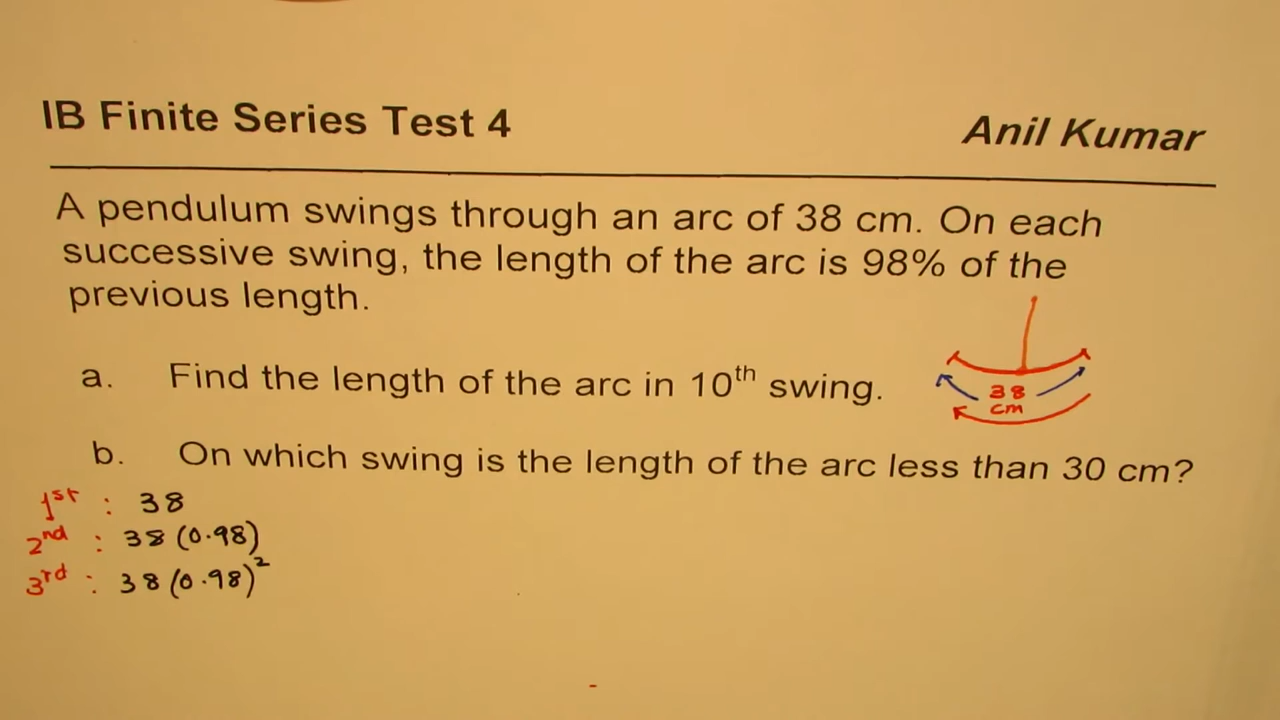 IB Finite Series Test 4 Anil Kumar
A pendulum swings through an arc of 38 cm. On each
successive swing, the length of the arc is 98% of the
previous length.
a. Find the length of the arc in 10th swing.
38
cm
b. On which swing is the length of the arc less than 30 cm?
1st : 38
2nd : 38 (0.98)
3rd : 38 (0.98)²